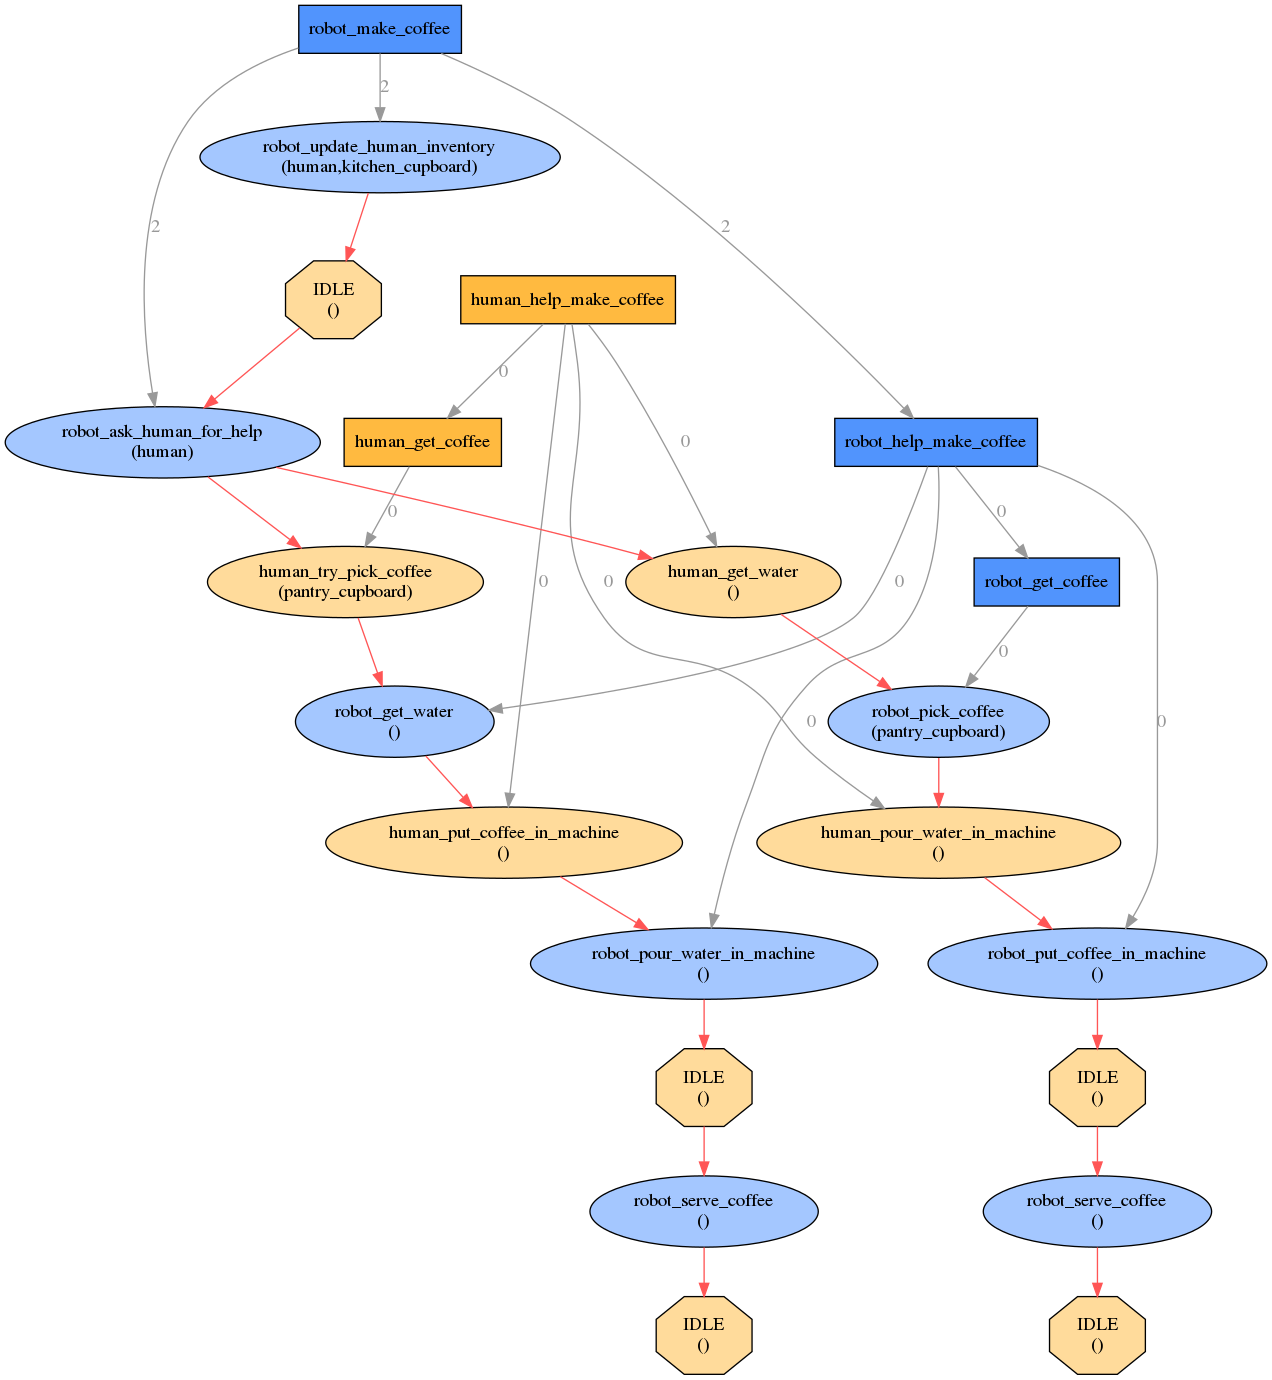 robot_make_coffee
2
robot_update_human_inventory
(human,kitchen_cupboard)
2
2
IDLE
()
human_help_make_coffee
0
robot_ask_human_for_help
(human)
human_get_coffee
0
robot_help_make_coffee
0
0
human_try_pick_coffee
(pantry_cupboard)
0
0
human_get_water
()
0
robot_get_coffee
0
robot_get_water
()
0
robot_pick_coffee
(pantry_cupboard)
0
human_put_coffee_in_machine
()
human_pour_water_in_machine
()
robot_pour_water_in_machine
()
robot_put_coffee_in_machine
()
IDLE
()
IDLE
()
robot_serve_coffee
()
robot_serve_coffee
()
IDLE
()
IDLE
()